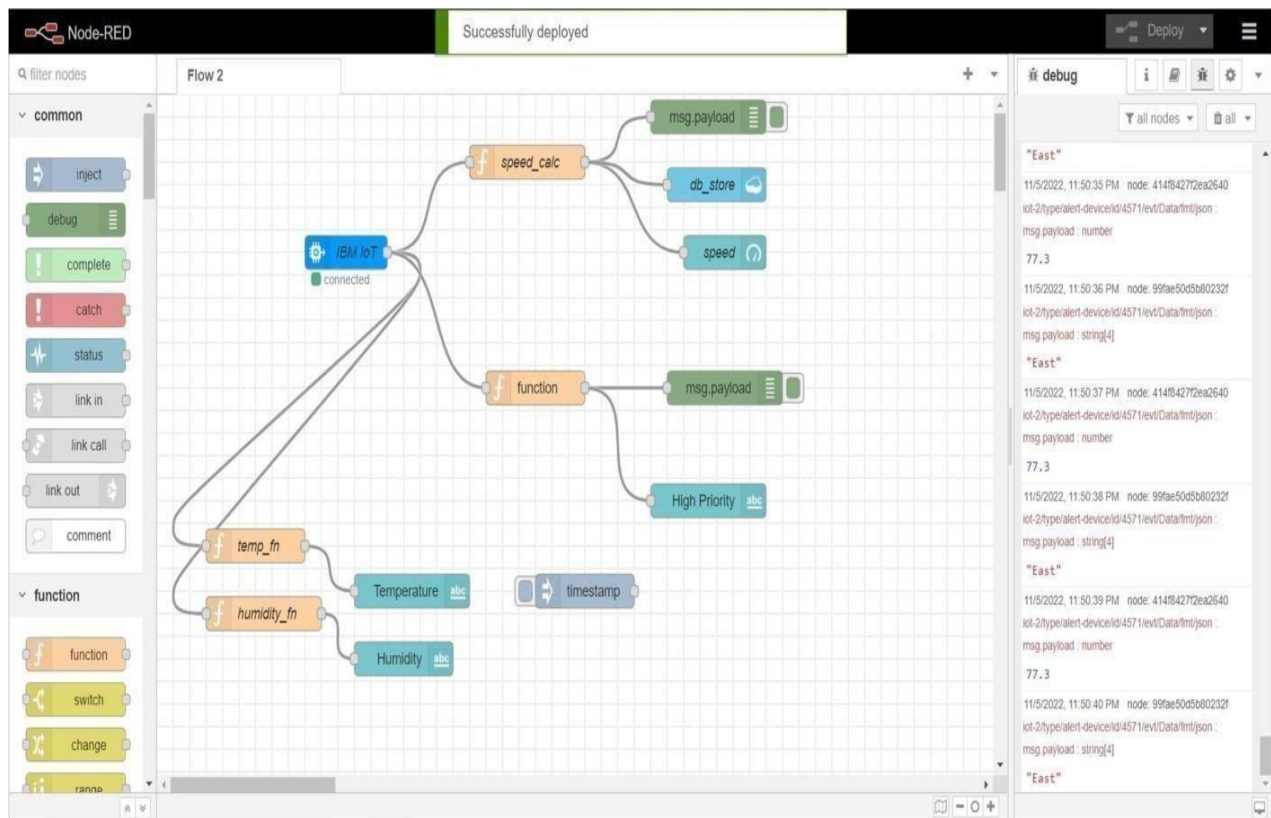 Node-RED
Successfully deployed
Deploy
filter nodes
Flow 2
debug
i
all nodes
all
common
inject
debug
complete
catch
status
link in
link call
link out
comment
function
function
switch
change
range
msg.payload
speed_calc
db_store
IBM IoT
connected
speed
function
msg.payload
High Priority
abc
temp_fn
Temperature
abc
timestamp
humidity_fn
Humidity
abc
"East"
11/5/2022, 11:50:35 PM node: 414f8427f2ea2640
iot-2/type/alert-device/id/4571/evt/Data/fmt/json :
msg.payload : number
77.3
11/5/2022, 11:50:36 PM node: 99fae50d5b80232f
iot-2/type/alert-device/id/4571/evt/Data/fmt/json :
msg.payload : string[4]
"East"
11/5/2022, 11:50:37 PM node: 414f8427f2ea2640
iot-2/type/alert-device/id/4571/evt/Data/fmt/json :
msg.payload : number
77.3
11/5/2022, 11:50:38 PM node: 99fae50d5b80232f
iot-2/type/alert-device/id/4571/evt/Data/fmt/json :
msg.payload : string[4]
"East"
11/5/2022, 11:50:39 PM node: 414f8427f2ea2640
iot-2/type/alert-device/id/4571/evt/Data/fmt/json :
msg.payload : number
77.3
11/5/2022, 11:50:40 PM node: 99fae50d5b80232f
iot-2/type/alert-device/id/4571/evt/Data/fmt/json :
msg.payload : string[4]
"East"